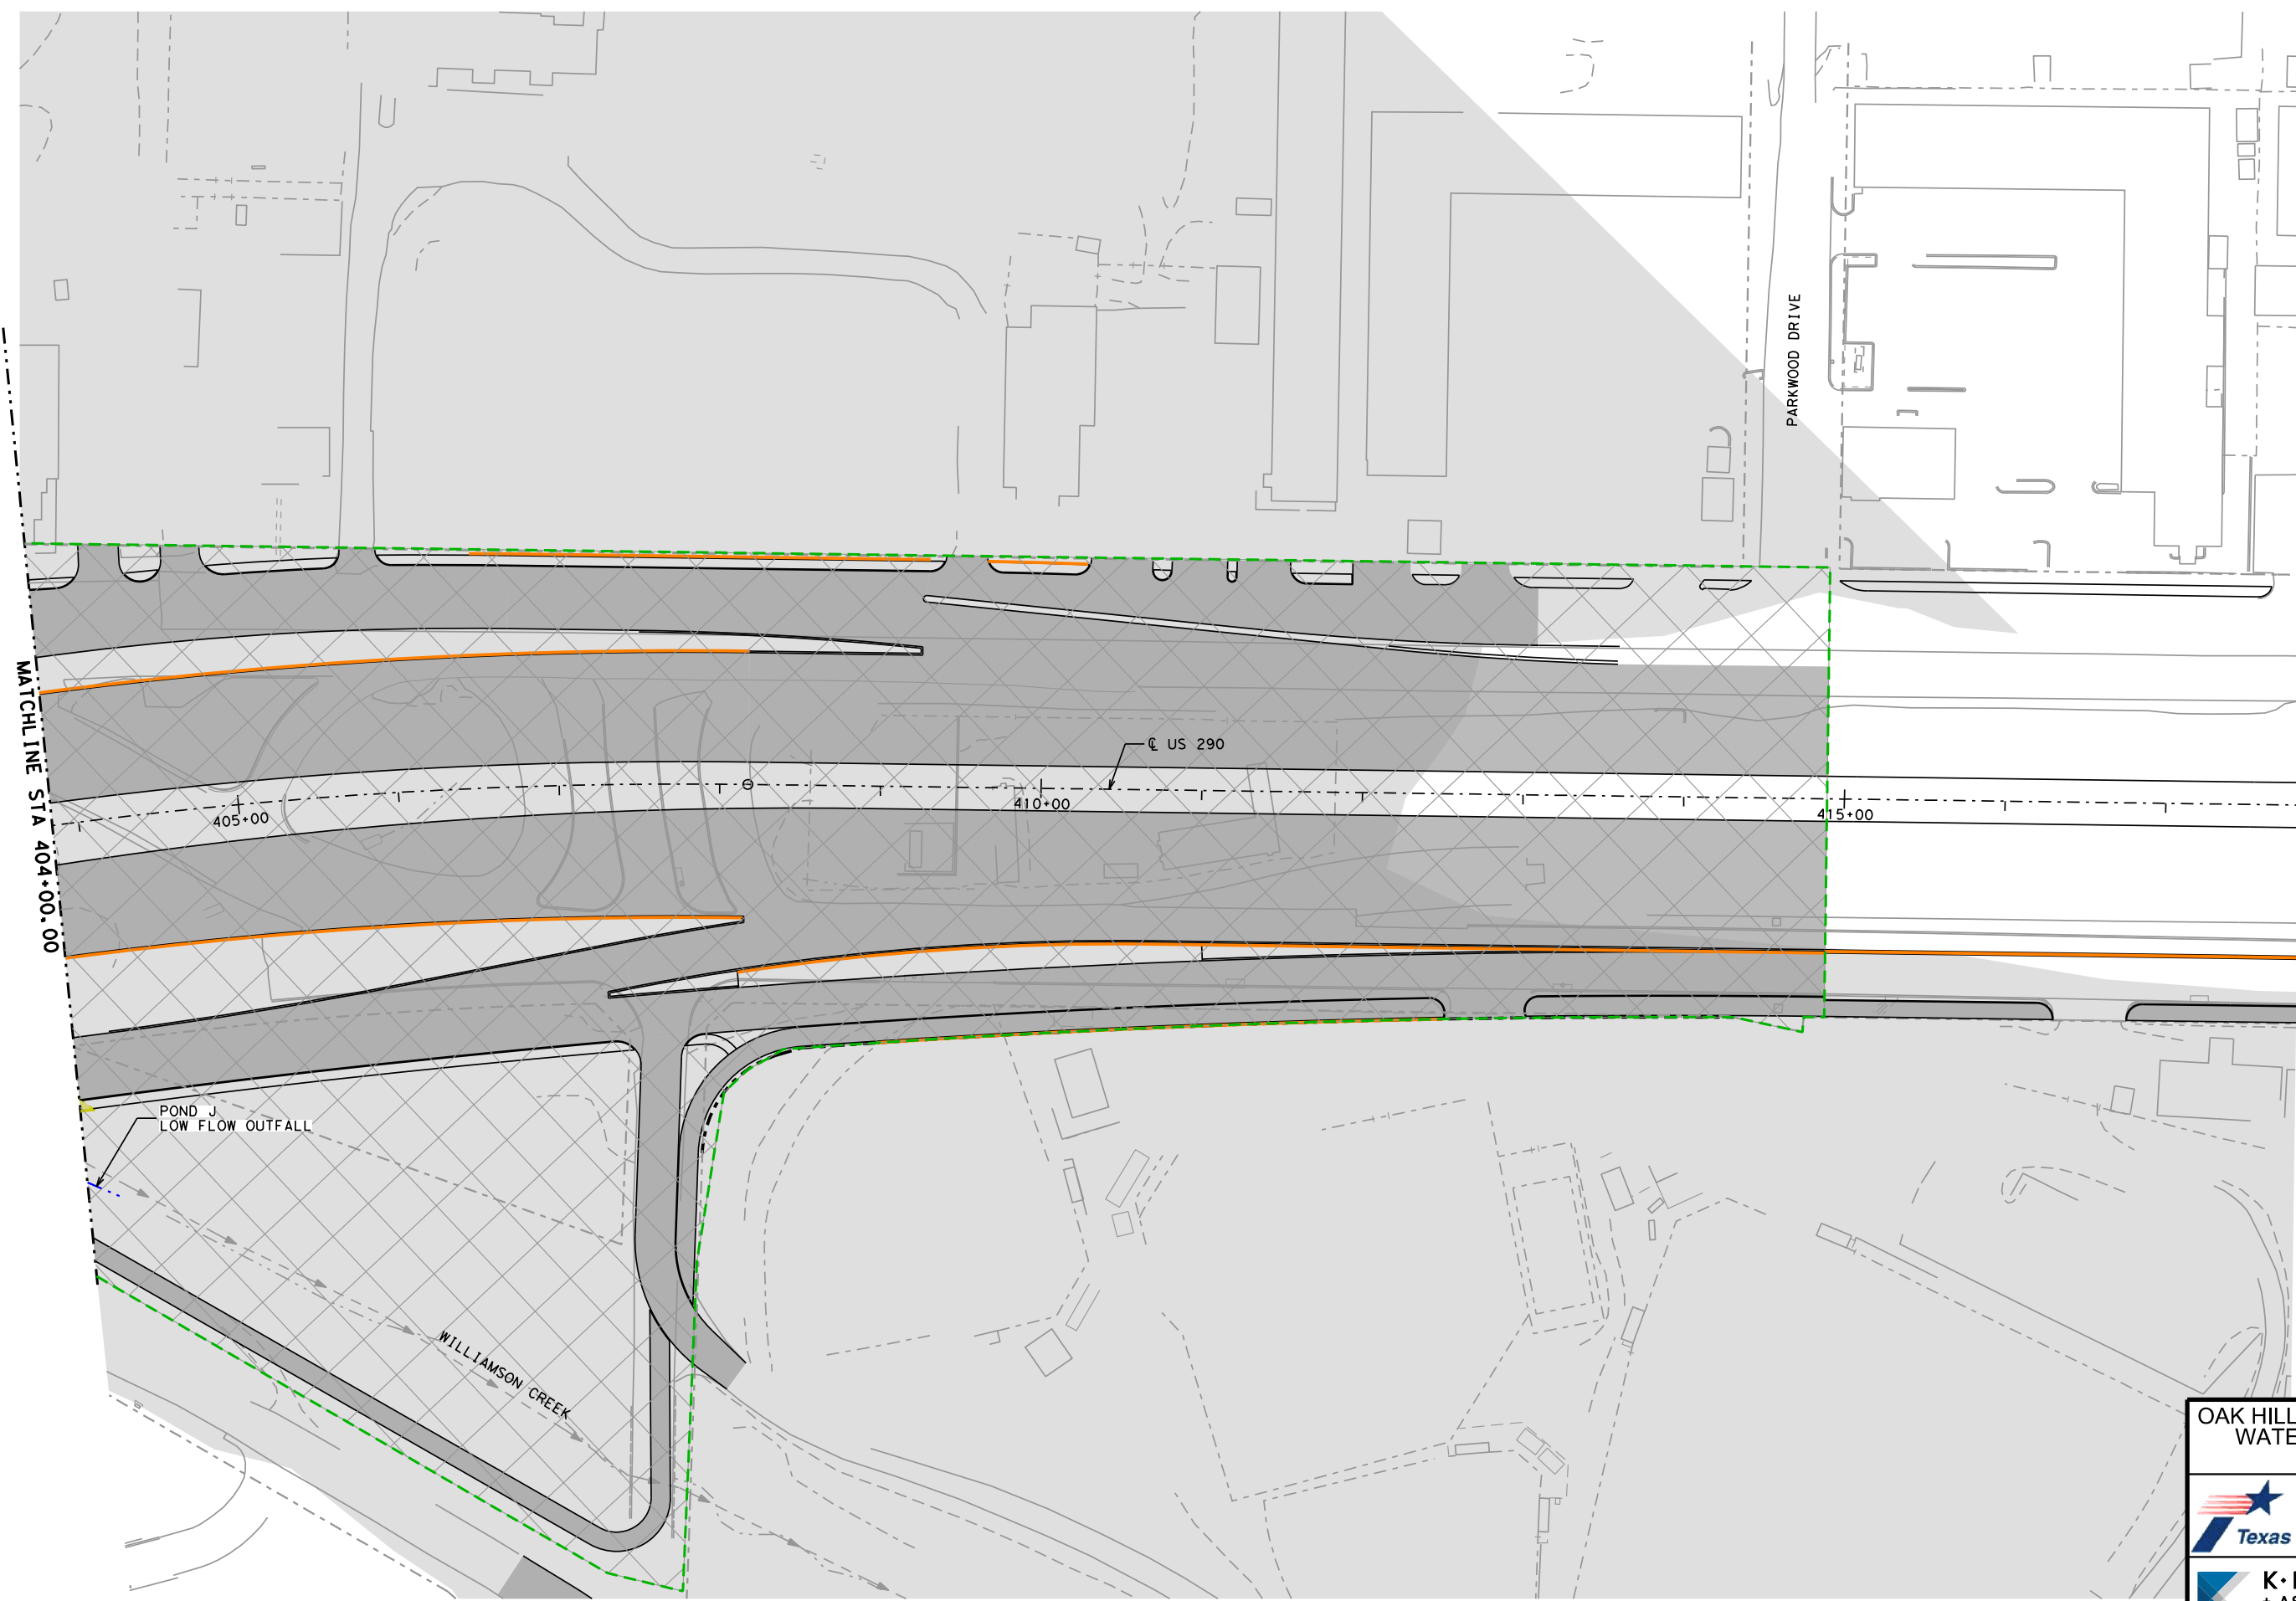 PARKWOOD DRIVE
MATCHLINE STA 404+00.00
℄ US 290
405+00
410+00
415+00
POND J
LOW FLOW OUTFALL
WILLIAMSON CREEK
OAK HILL
Texas